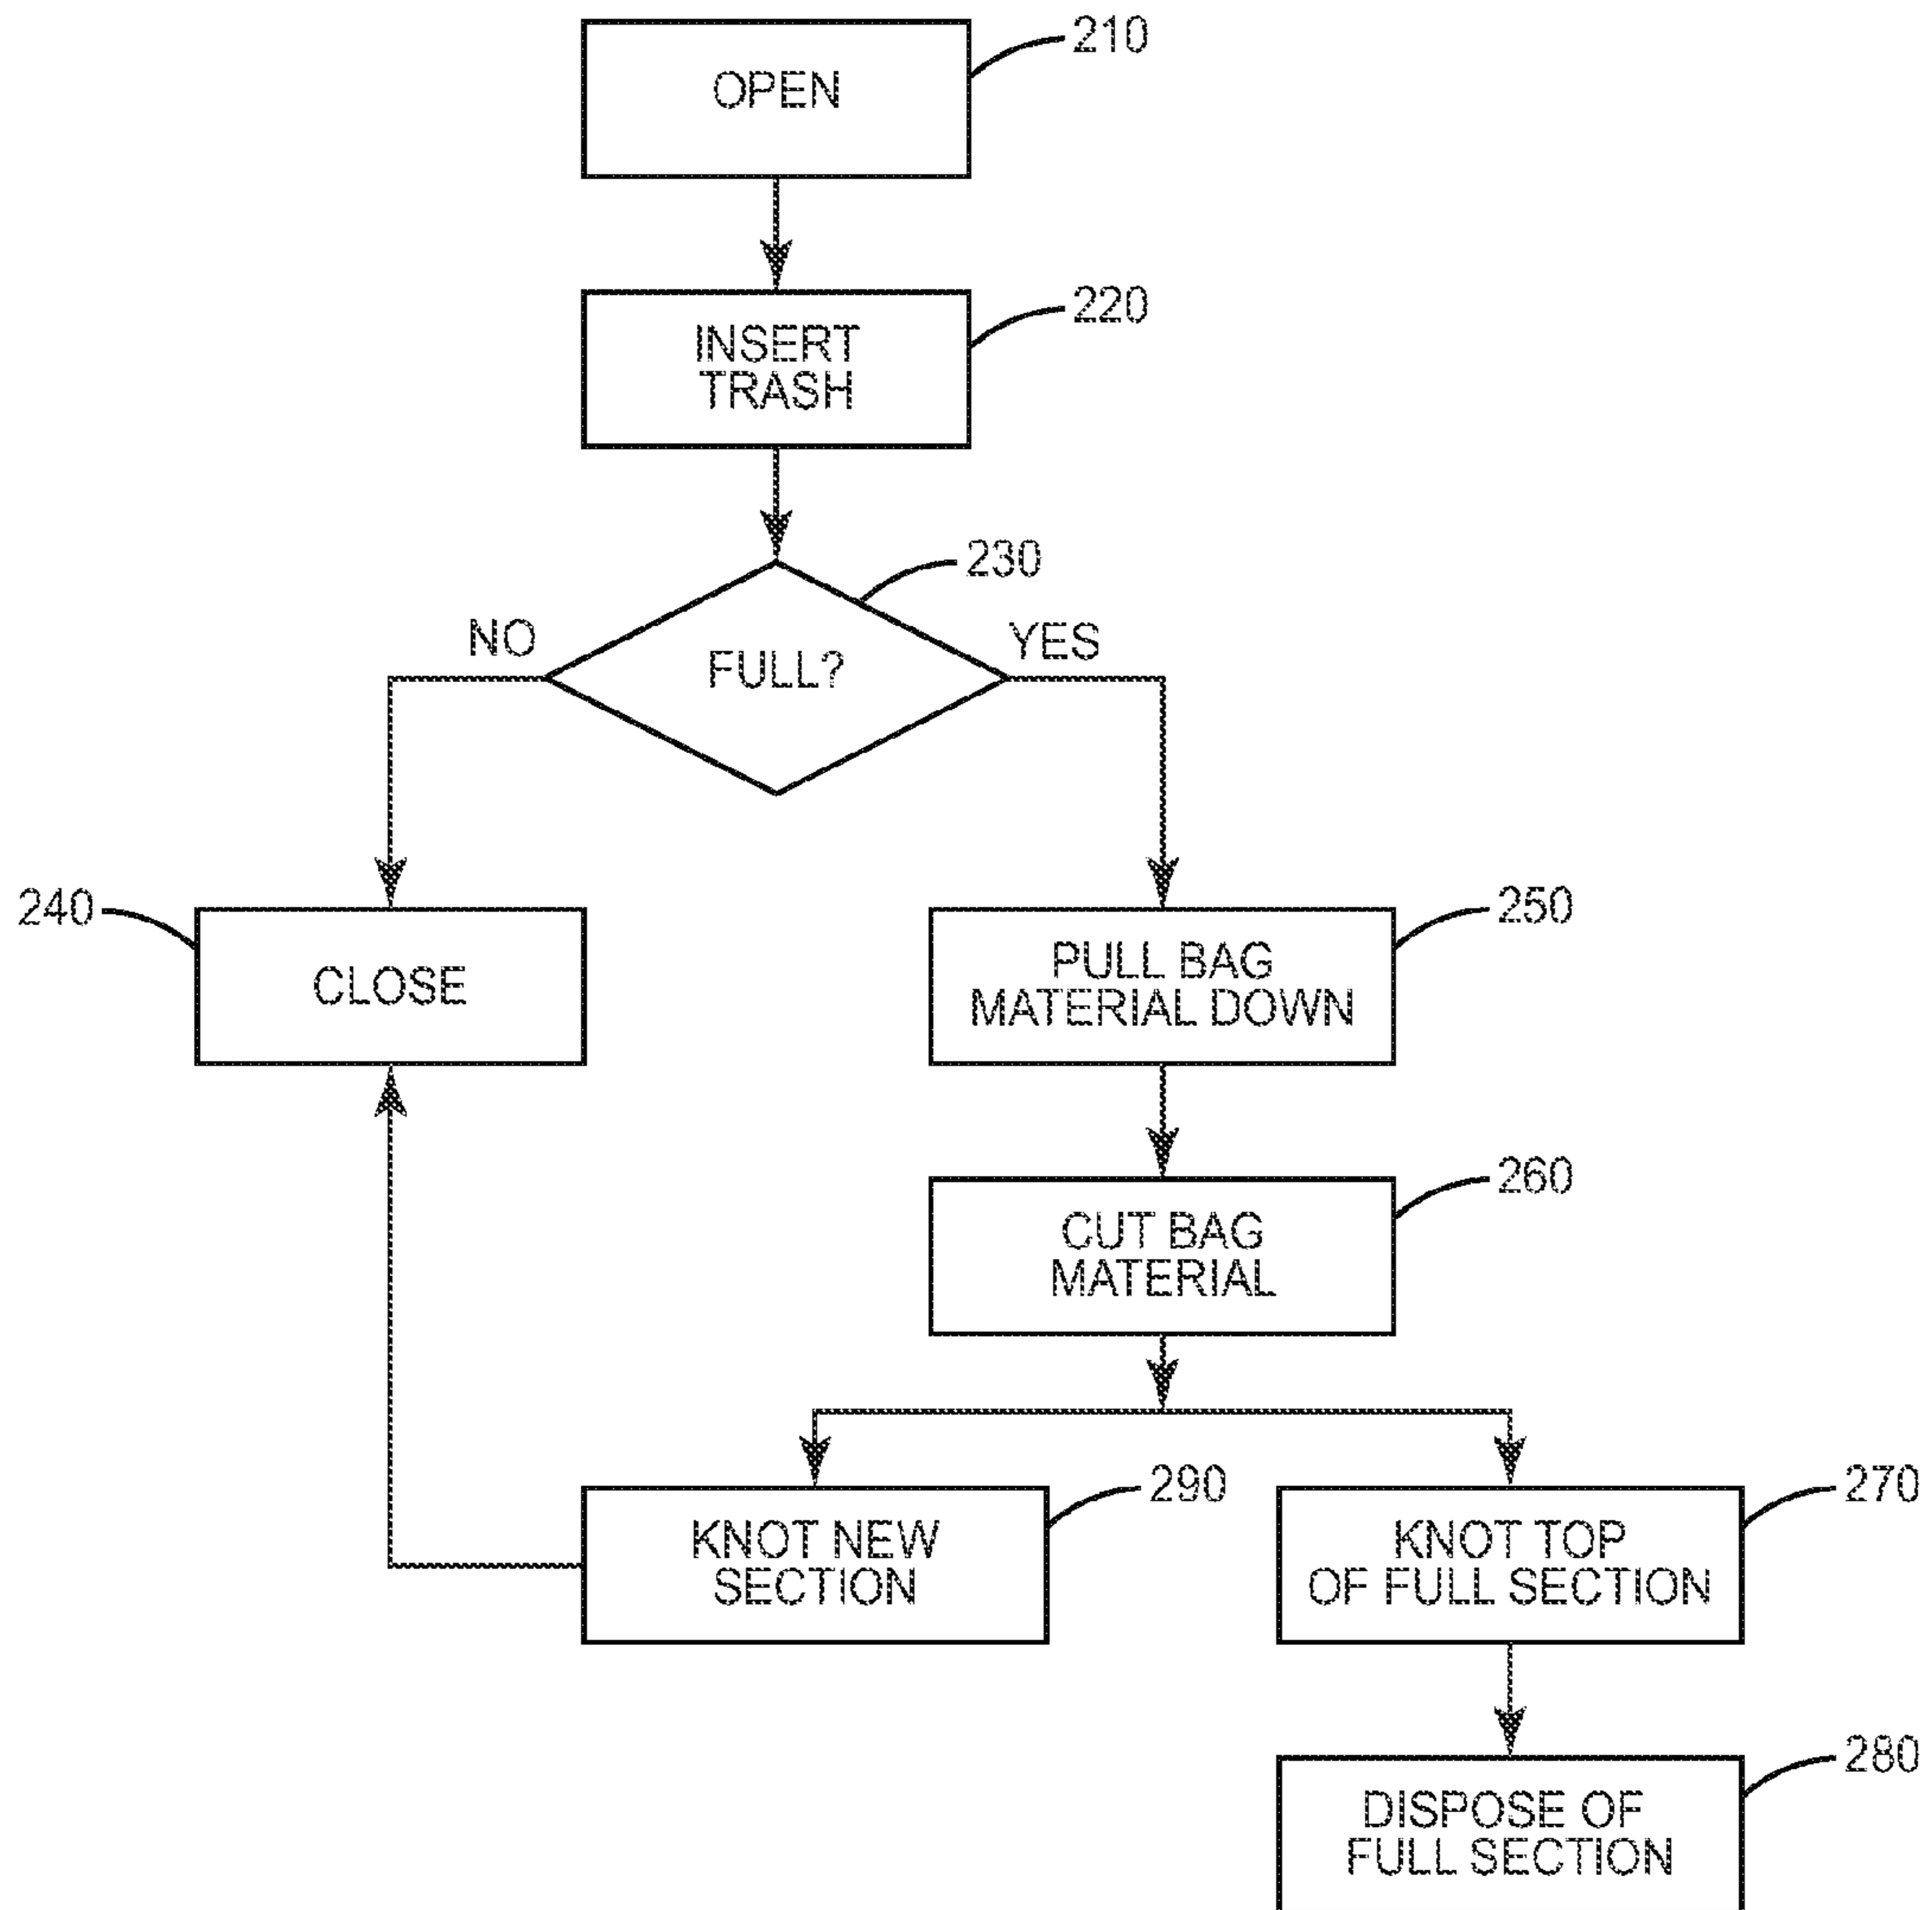 OPEN
210
INSERT
TRASH
220
230
NO
FULL?
YES
240
CLOSE
PULL BAG
MATERIAL DOWN
250
CUT BAG
MATERIAL
260
KNOT NEW
SECTION
290
KNOT TOP
OF FULL SECTION
270
DISPOSE OF
FULL SECTION
280